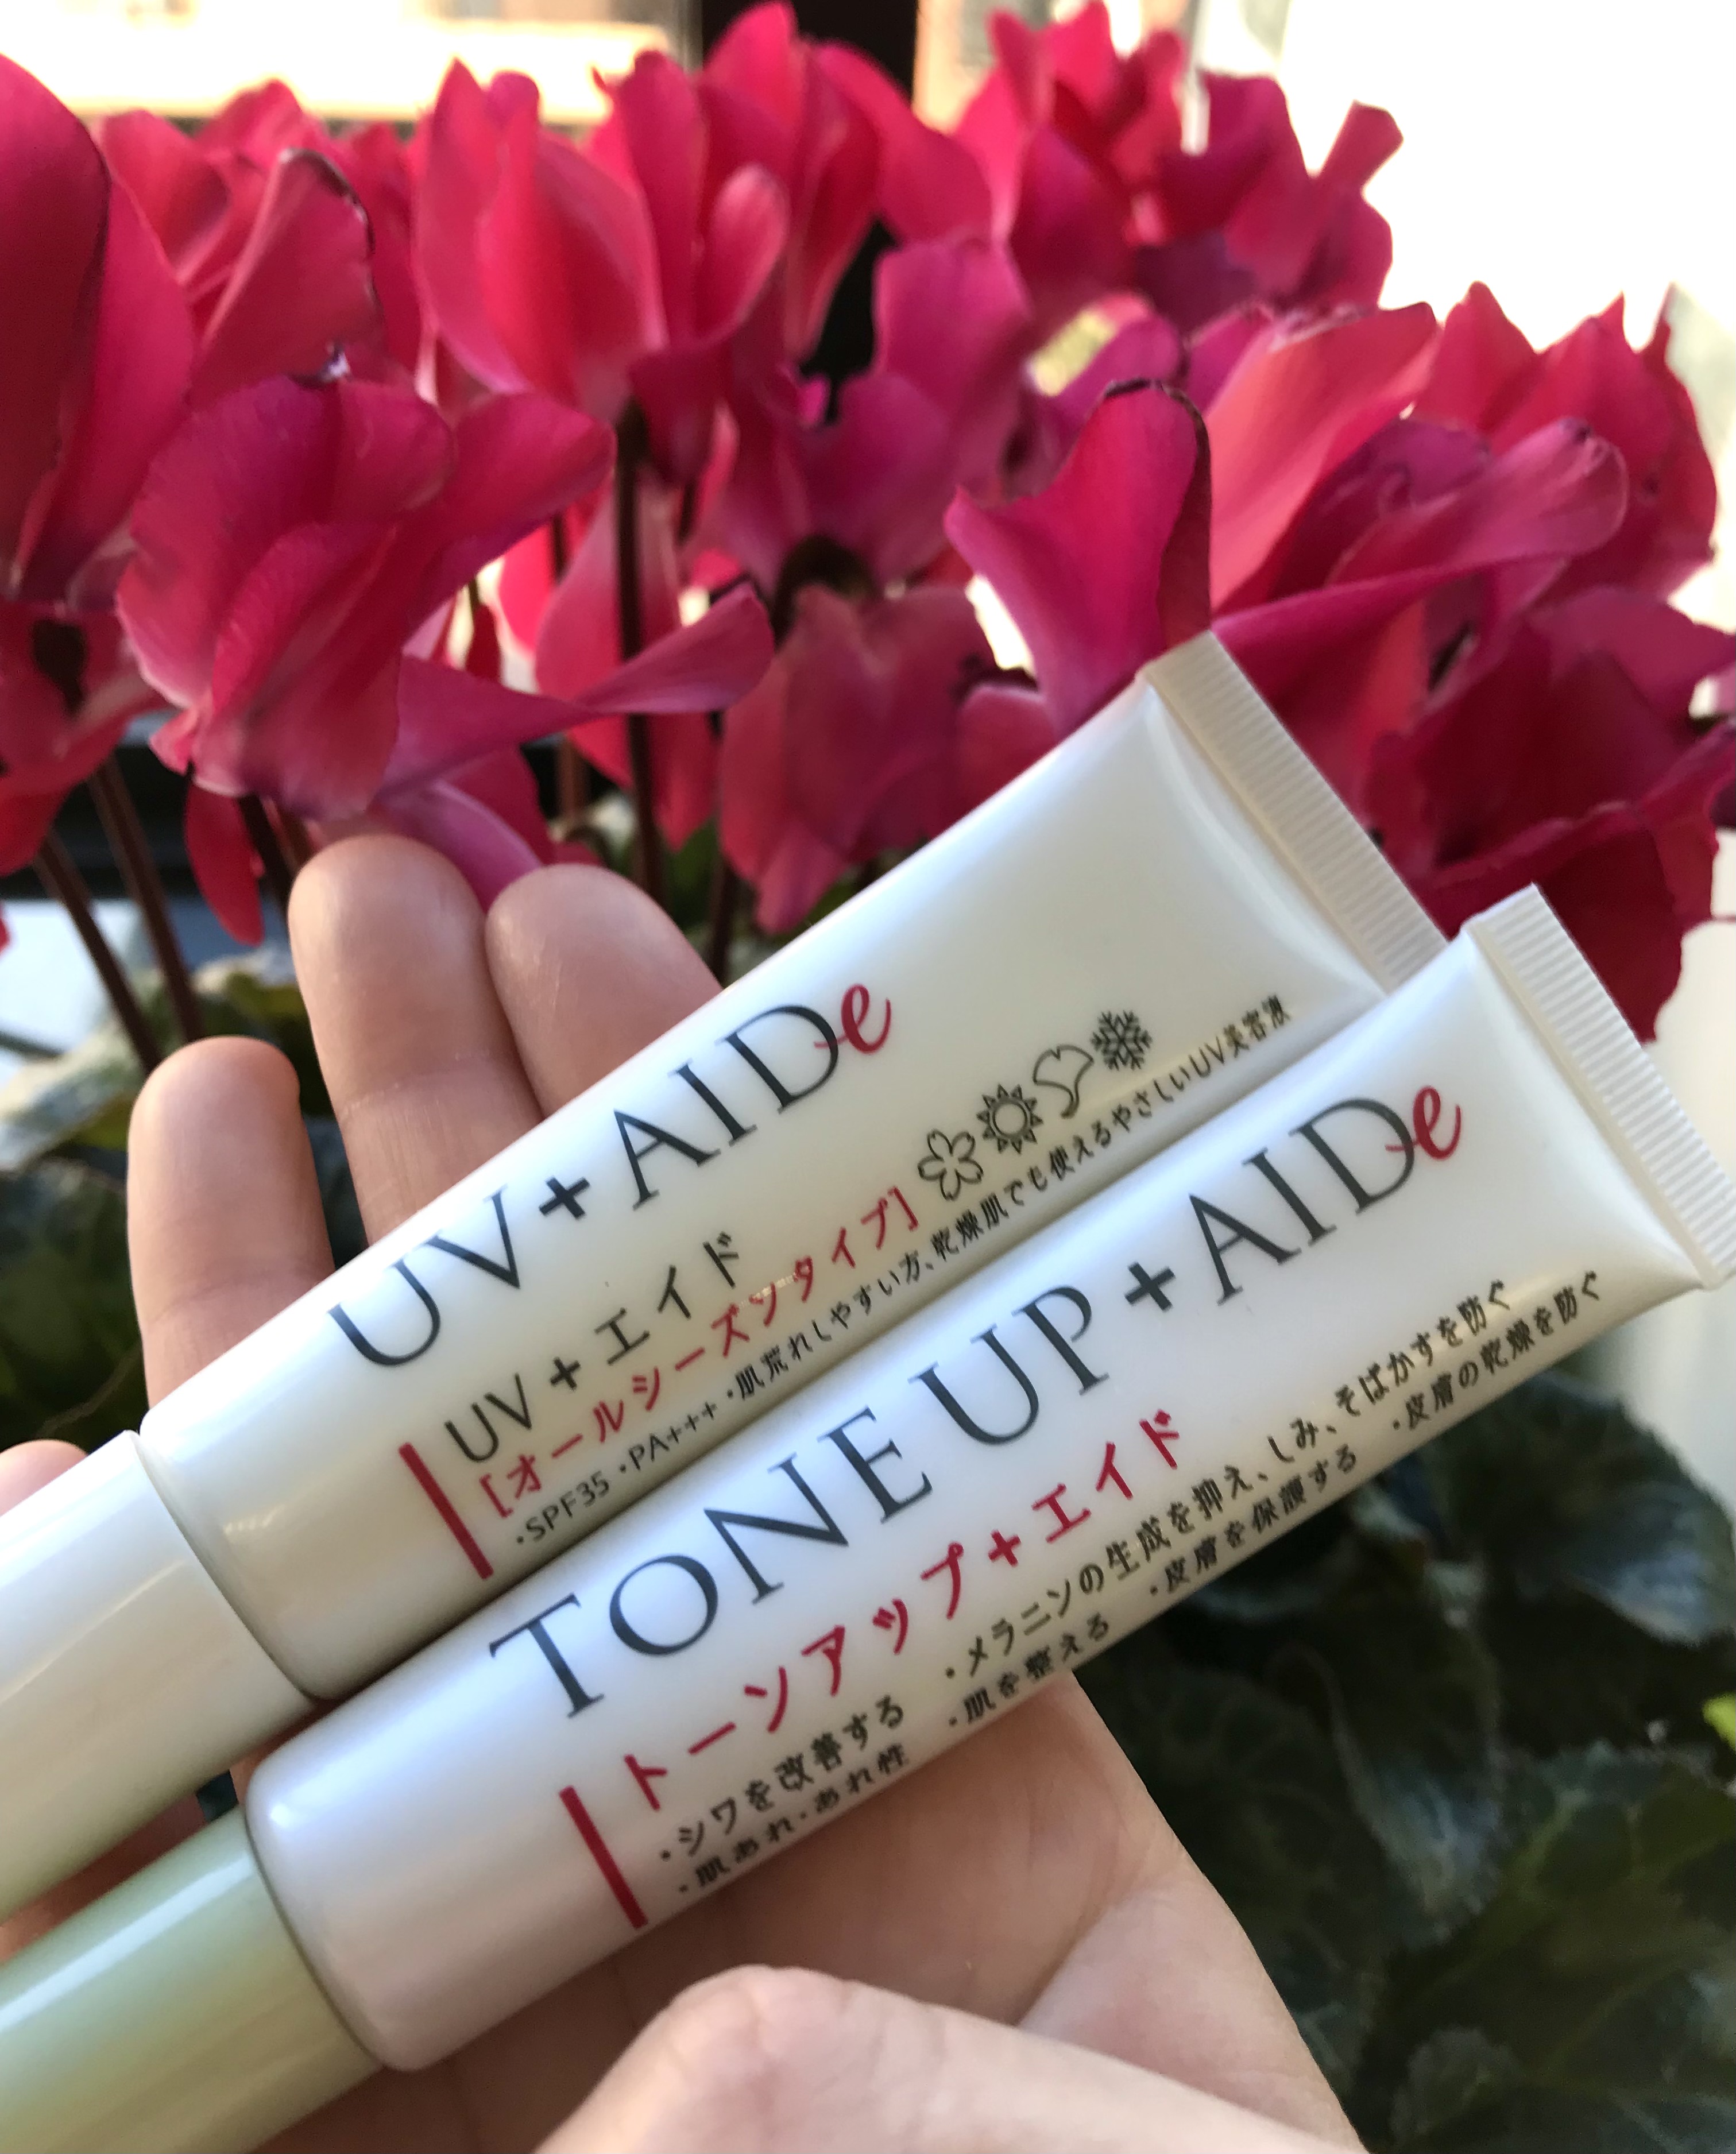 UV+AIDe
UV+エイド
[オールシーズンタイプ]
・SPF35 ・PA+++ ・肌荒れしやすい方、乾燥肌でも使えるやさしいUV美容液
TONE UP+AIDe
トーンアップ+エイド
・シワを改善する ・メラニンの生成を抑え、しみ、そばかすを防ぐ
・肌あれ・あれ性 ・肌を整える ・皮膚を保護する ・皮膚の乾燥を防ぐ